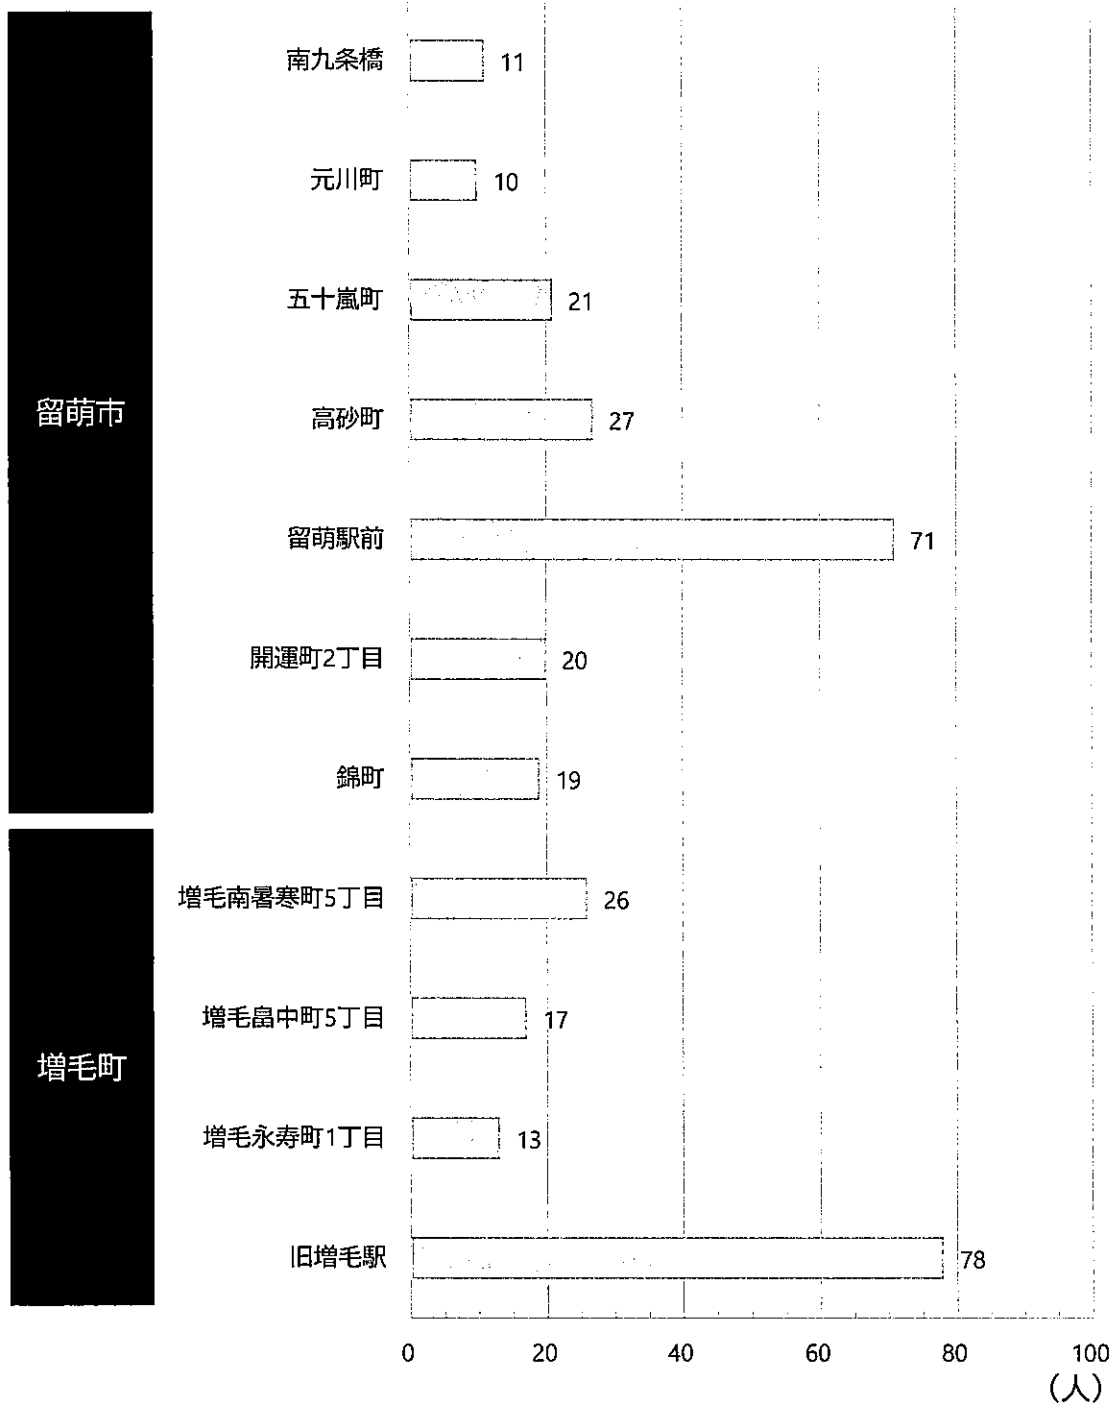 留萌市
南九条橋 11
元川町 10
五十嵐町 21
高砂町 27
留萌駅前 71
開運町2丁目 20
錦町 19
増毛町
増毛南暑寒町5丁目 26
増毛畠中町5丁目 17
増毛永寿町1丁目 13
旧増毛駅 78
0 20 40 60 80 100
(人)